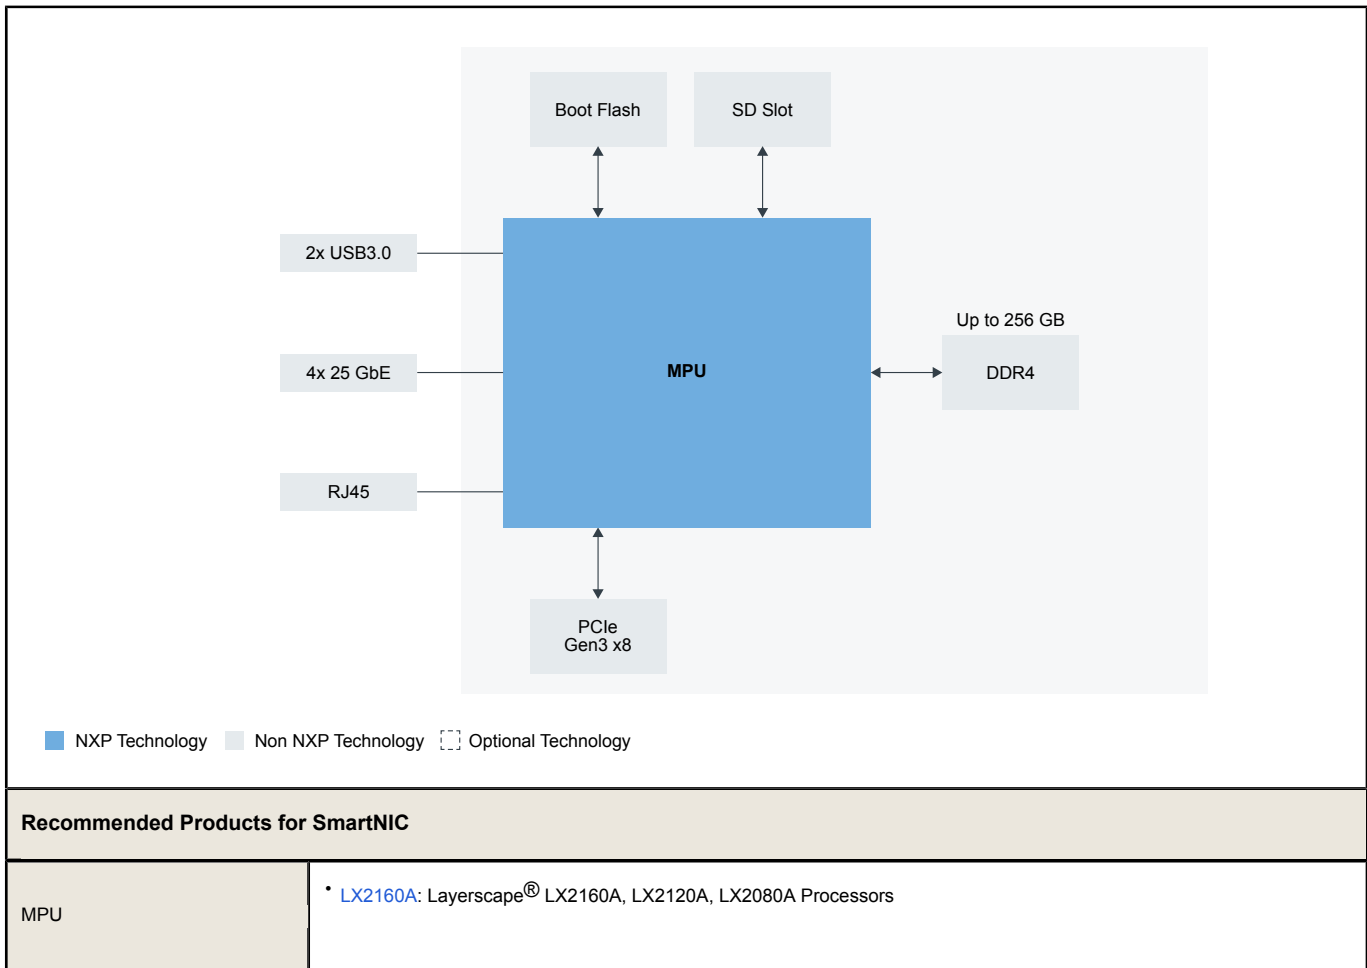 Boot Flash
SD Slot
2x USB3.0
Up to 256 GB
4x 25 GbE
MPU
DDR4
RJ45
PCIe
Gen3 x8
NXP Technology
Non NXP Technology
Optional Technology
Recommended Products for SmartNIC
MPU
• LX2160A: Layerscape® LX2160A, LX2120A, LX2080A Processors